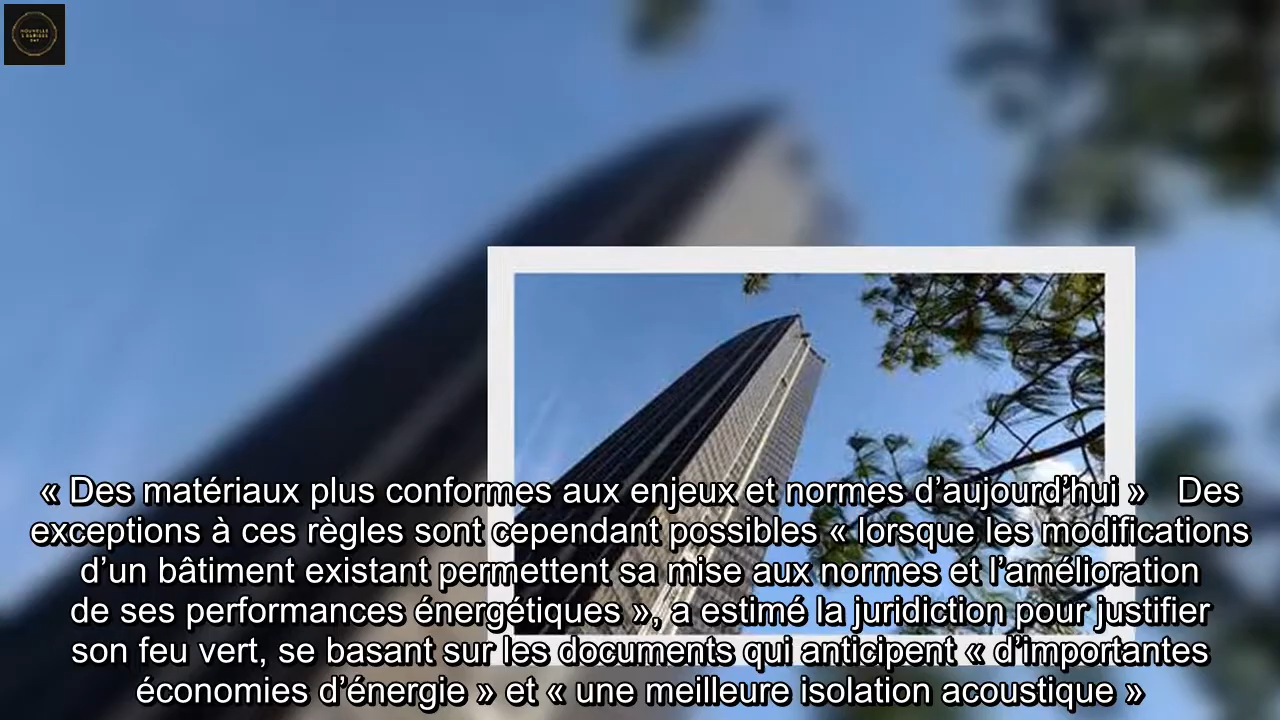 NOUVELLE
« Des matériaux plus conformes aux enjeux et normes d’aujourd’hui » Des
exceptions à ces règles sont cependant possibles « lorsque les modifications
d’un bâtiment existant permettent sa mise aux normes et l’amélioration
de ses performances énergétiques », a estimé la juridiction pour justifier
son feu vert, se basant sur les documents qui anticipent « d’importantes
économies d’énergie » et « une meilleure isolation acoustique »